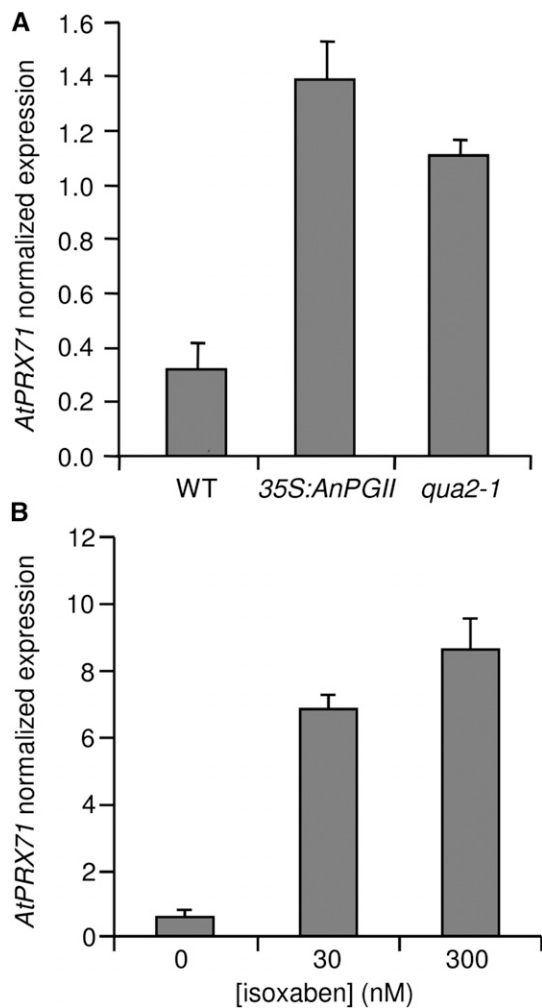 A
AtPRX71 normalized expression
1.6
1.4
1.2
1.0
0.8
0.6
0.4
0.2
0.0
WT 35S:AnPGII qua2-1
B
AtPRX71 normalized expression
12
10
8
6
4
2
0
0 30 300
[isoxaben] (nM)